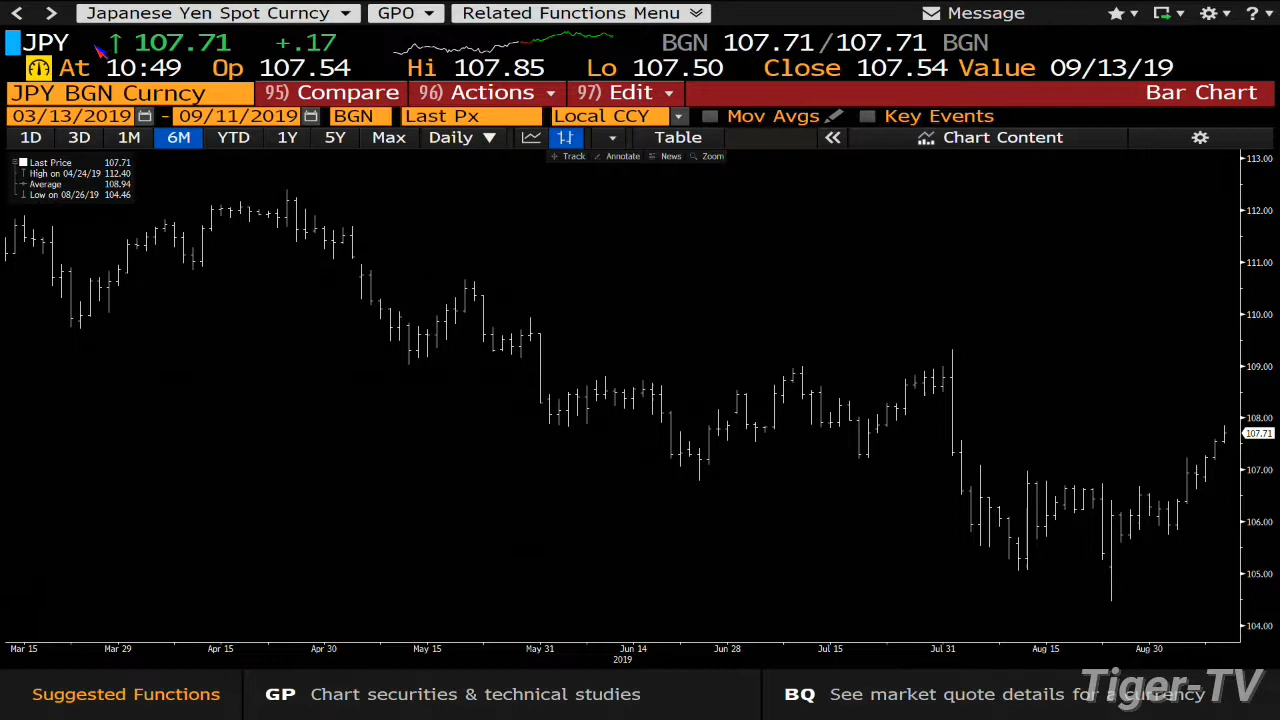 Japanese Yen Spot Curncy GPO Related Functions Menu Message ?
JPY ↑ 107.71 +.17 BGN 107.71/107.71 BGN
At 10:49 Op 107.54 Hi 107.85 Lo 107.50 Close 107.54 Value 09/13/19
JPY BGN Curncy 95) Compare 96) Actions 97) Edit Bar Chart
03/13/2019 - 09/11/2019 BGN Last Px Local CCY Mov Avgs Key Events
1D 3D 1M 6M YTD 1Y 5Y Max Daily ▼ Table Chart Content
Track Annotate News Zoom
Last Price 107.71
High on 04/24/19 112.40
Average 108.94
Low on 08/26/19 104.46
113.00
112.00
111.00
110.00
109.00
108.00
107.71
107.00
106.00
105.00
104.00
Mar 15 Mar 29 Apr 15 Apr 30 May 15 May 31 Jun 14 Jun 28 Jul 15 Jul 31 Aug 15 Aug 30
2019
Suggested Functions GP Chart securities & technical studies BQ See market quote details for a currency
Tiger-TV